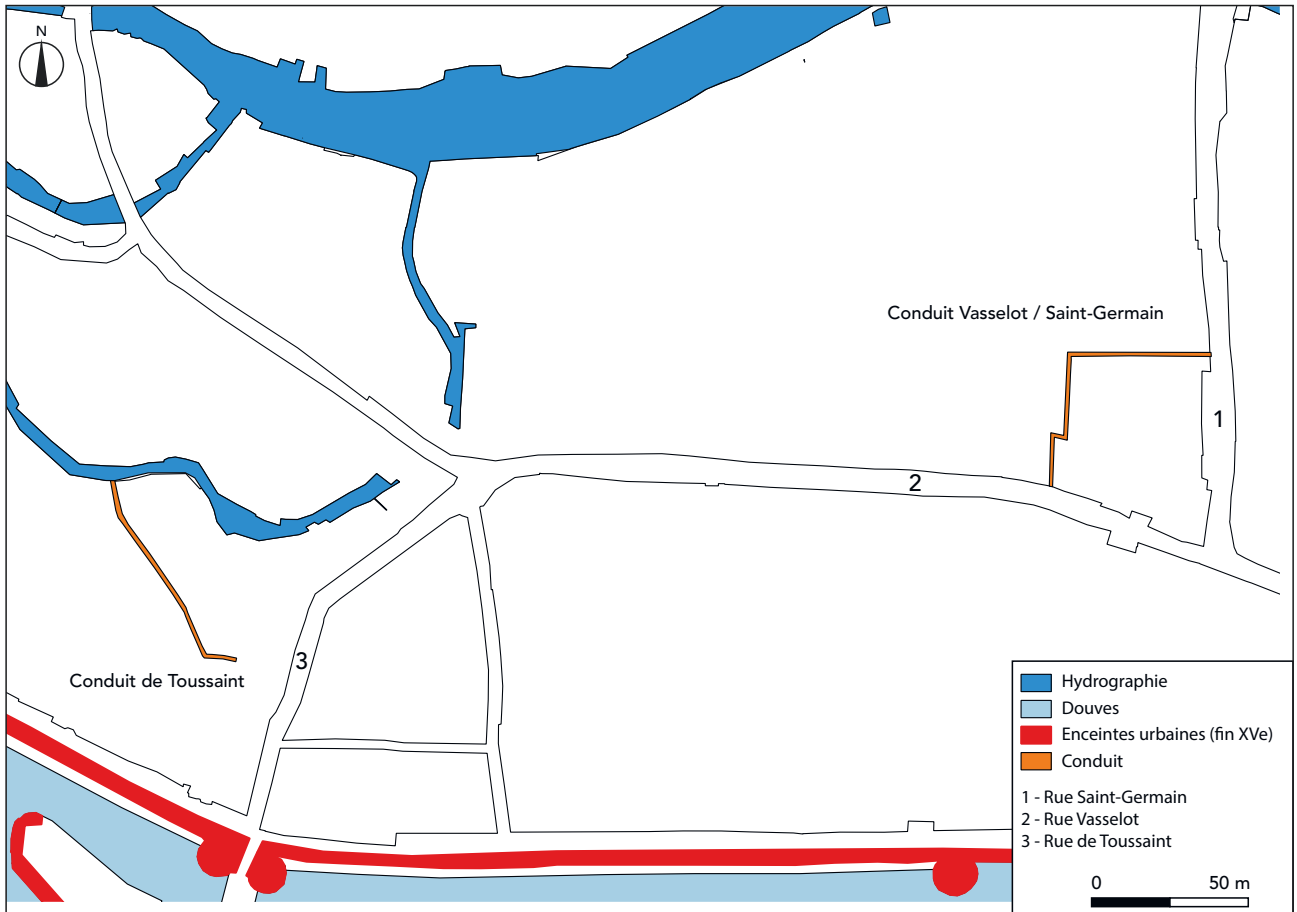 N
Conduit Vasselot / Saint-Germain
1
2
3
Conduit de Toussaint
Hydrographie
Douves
Enceintes urbaines (fin XVe)
Conduit
1 - Rue Saint-Germain
2 - Rue Vasselot
3 - Rue de Toussaint
0 50 m